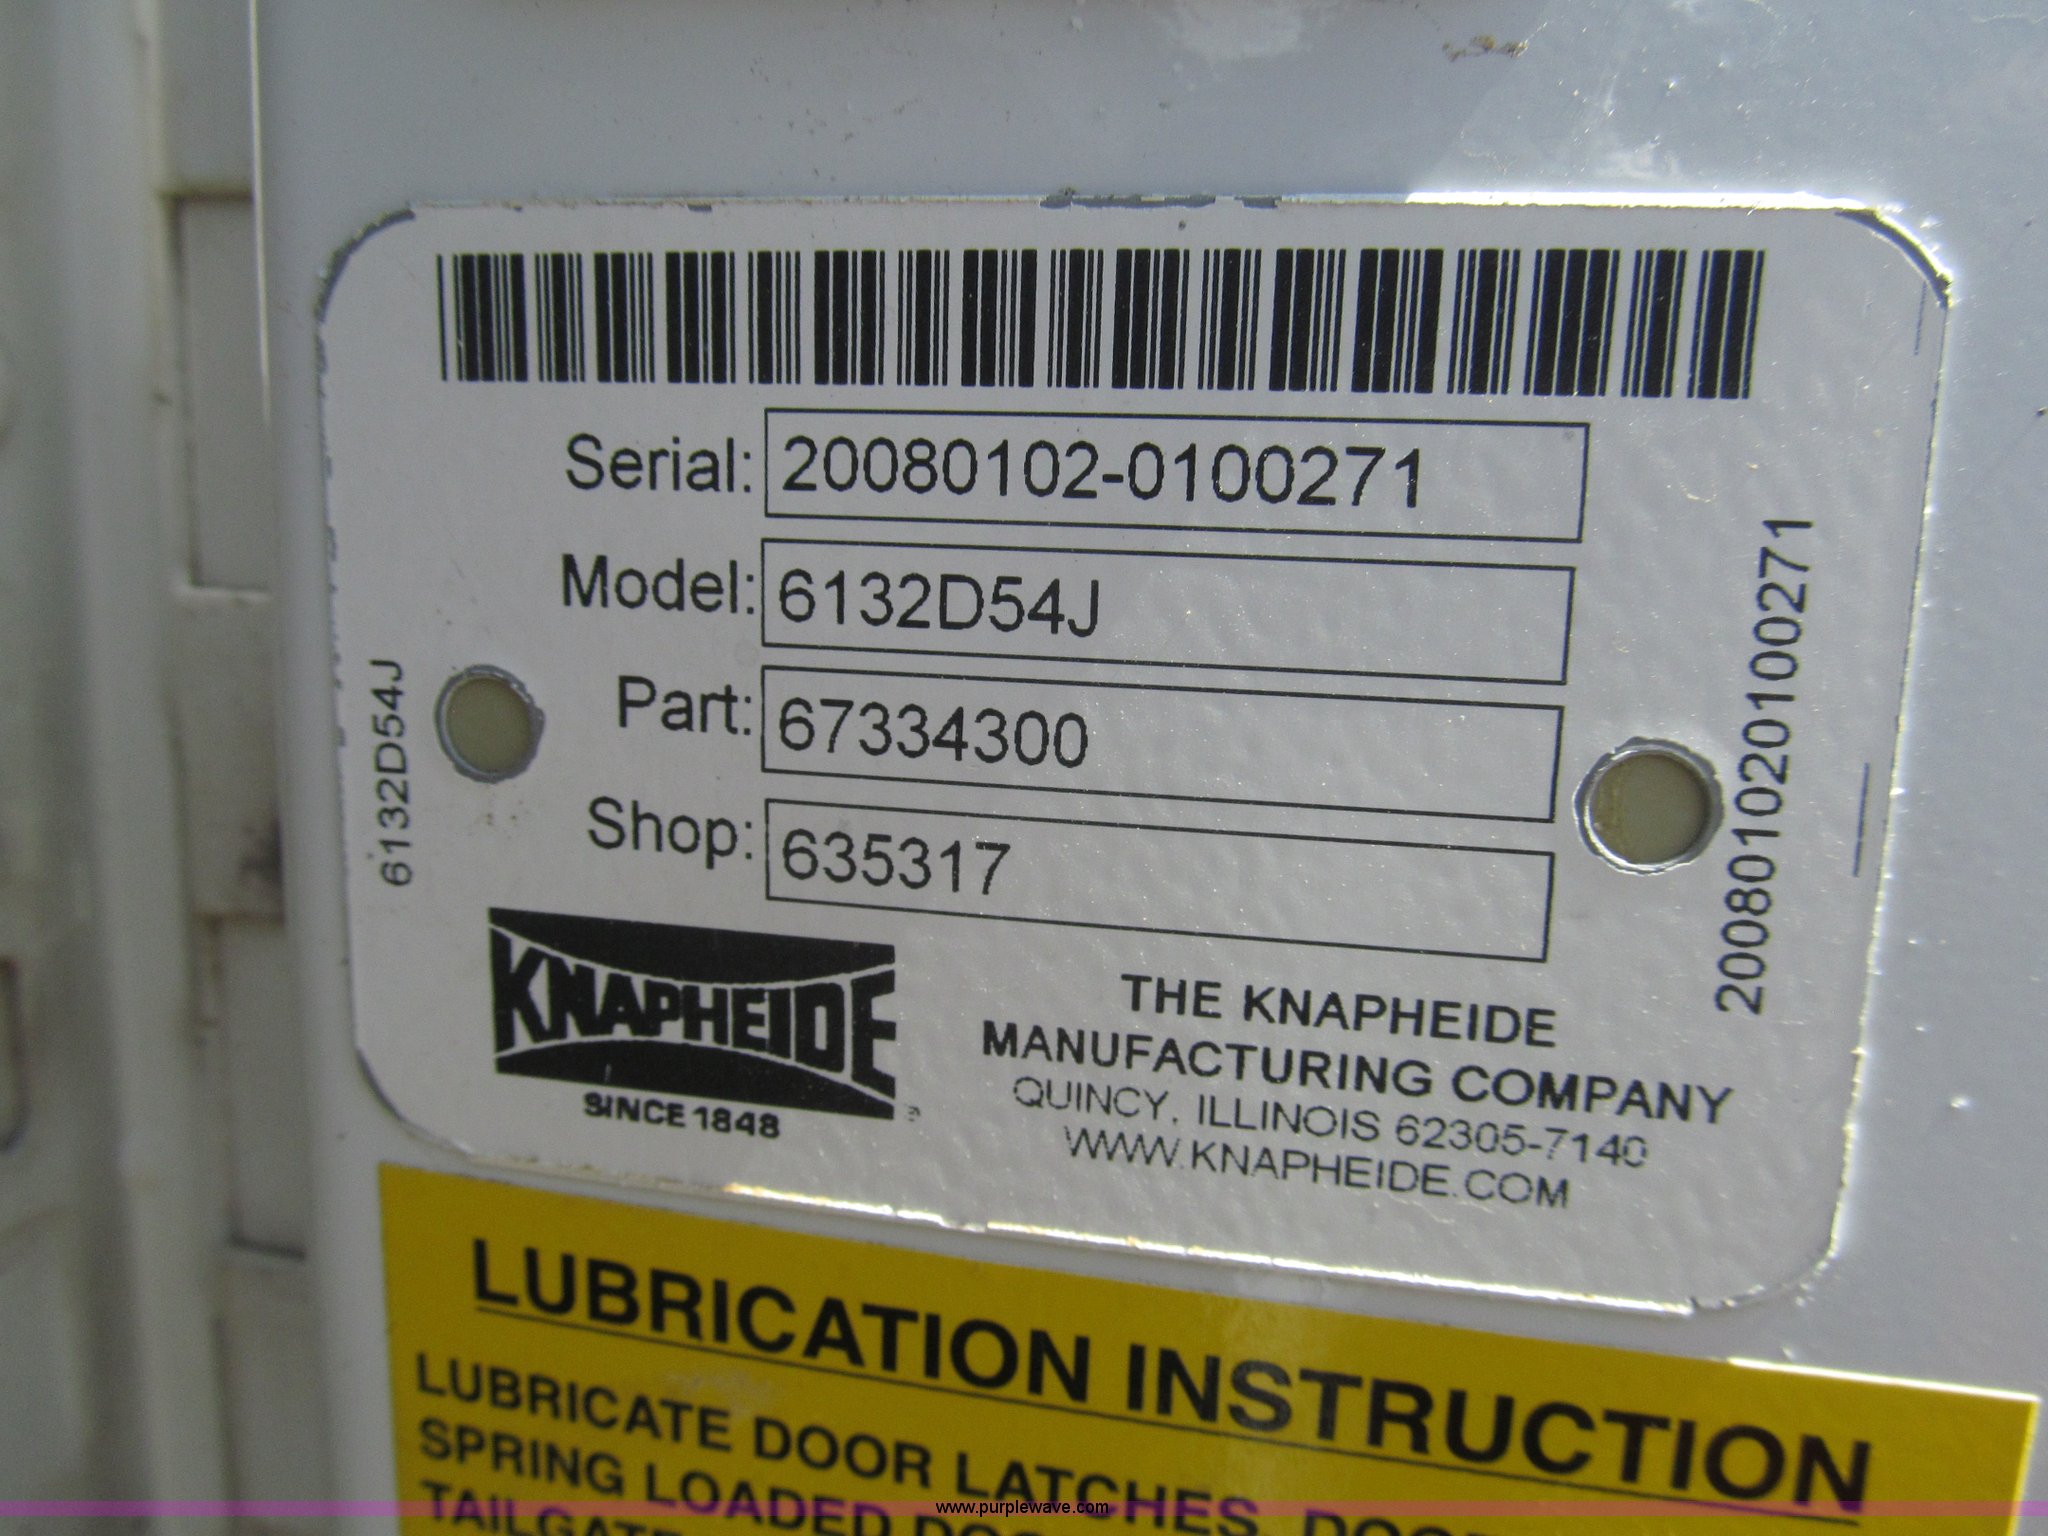 Serial: 20080102-0100271
Model: 6132D54J
Part: 67334300
Shop: 635317
6132D54J
200801020100271
KNAPHEIDE
SINCE 1848
THE KNAPHEIDE
MANUFACTURING COMPANY
QUINCY, ILLINOIS 62305-7140
WWW.KNAPHEIDE.COM
LUBRICATION INSTRUCTION
LUBRICATE DOOR LATCHES,
SPRING LOADED
www.purplewave.com